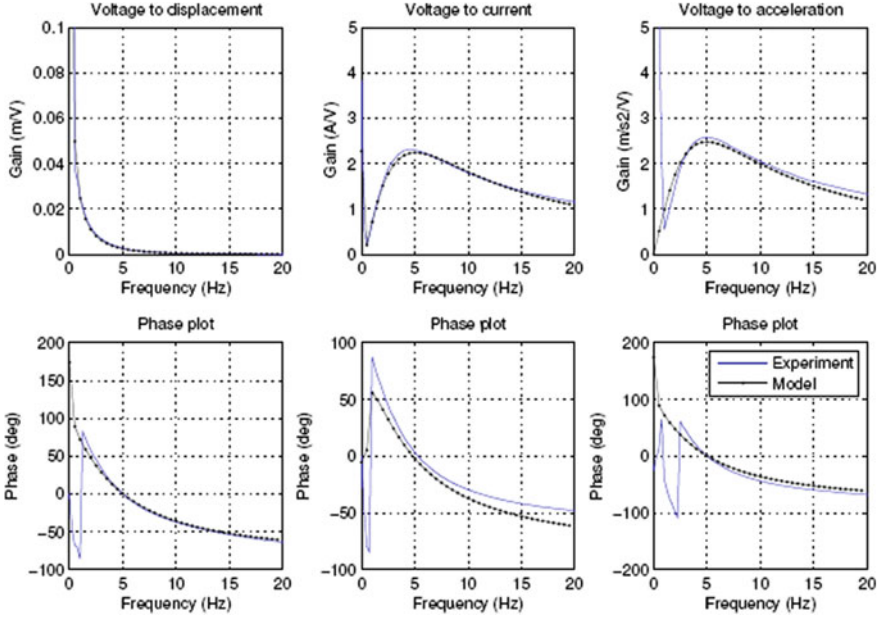 Voltage to displacement
Gain (m/V)
0.1
0.08
0.06
0.04
0.02
0
0 5 10 15 20
Frequency (Hz)
Voltage to current
Gain (A/V)
5
4
3
2
1
0
0 5 10 15 20
Frequency (Hz)
Voltage to acceleration
Gain (m/s2/V)
5
4
3
2
1
0
0 5 10 15 20
Frequency (Hz)
Phase plot
Phase (deg)
200
150
100
50
0
−50
−100
0 5 10 15 20
Frequency (Hz)
Phase plot
Phase (deg)
100
50
0
−50
−100
0 5 10 15 20
Frequency (Hz)
Phase plot
Phase (deg)
200
100
0
−100
−200
0 5 10 15 20
Frequency (Hz)
Experiment
Model